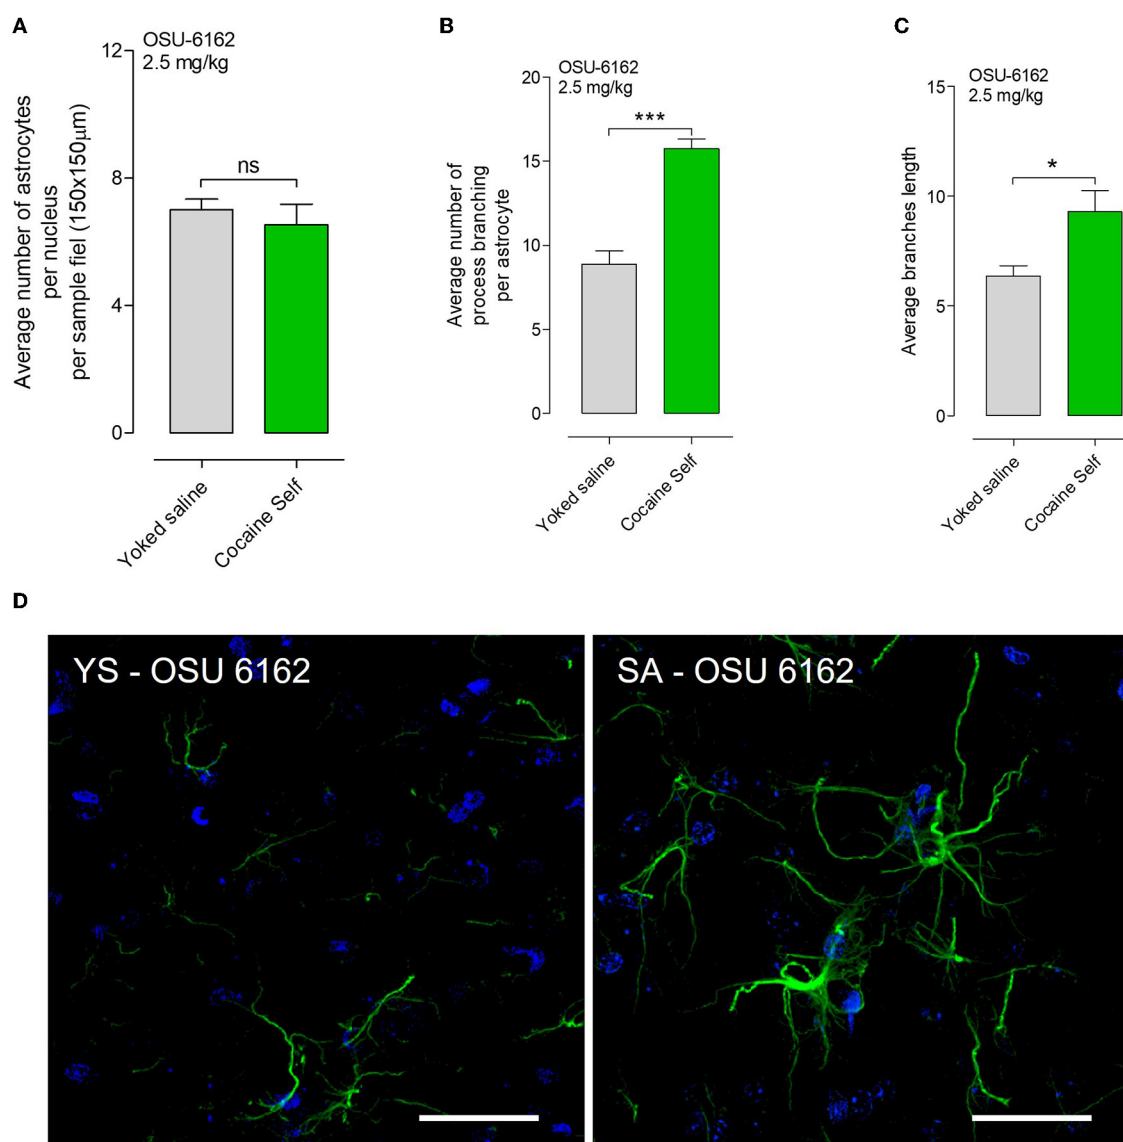 A
OSU-6162
2.5 mg/kg
12
8
4
0
Average number of astrocytes
per nucleus
per sample fiel (150x150µm)
ns
Yoked saline
Cocaine Self
B
OSU-6162
2.5 mg/kg
20
15
10
5
0
Average number of
process branching
per astrocyte
***
Yoked saline
Cocaine Self
C
OSU-6162
2.5 mg/kg
15
10
5
0
Average branches length
*
Yoked saline
Cocaine Self
D
YS - OSU 6162
SA - OSU 6162